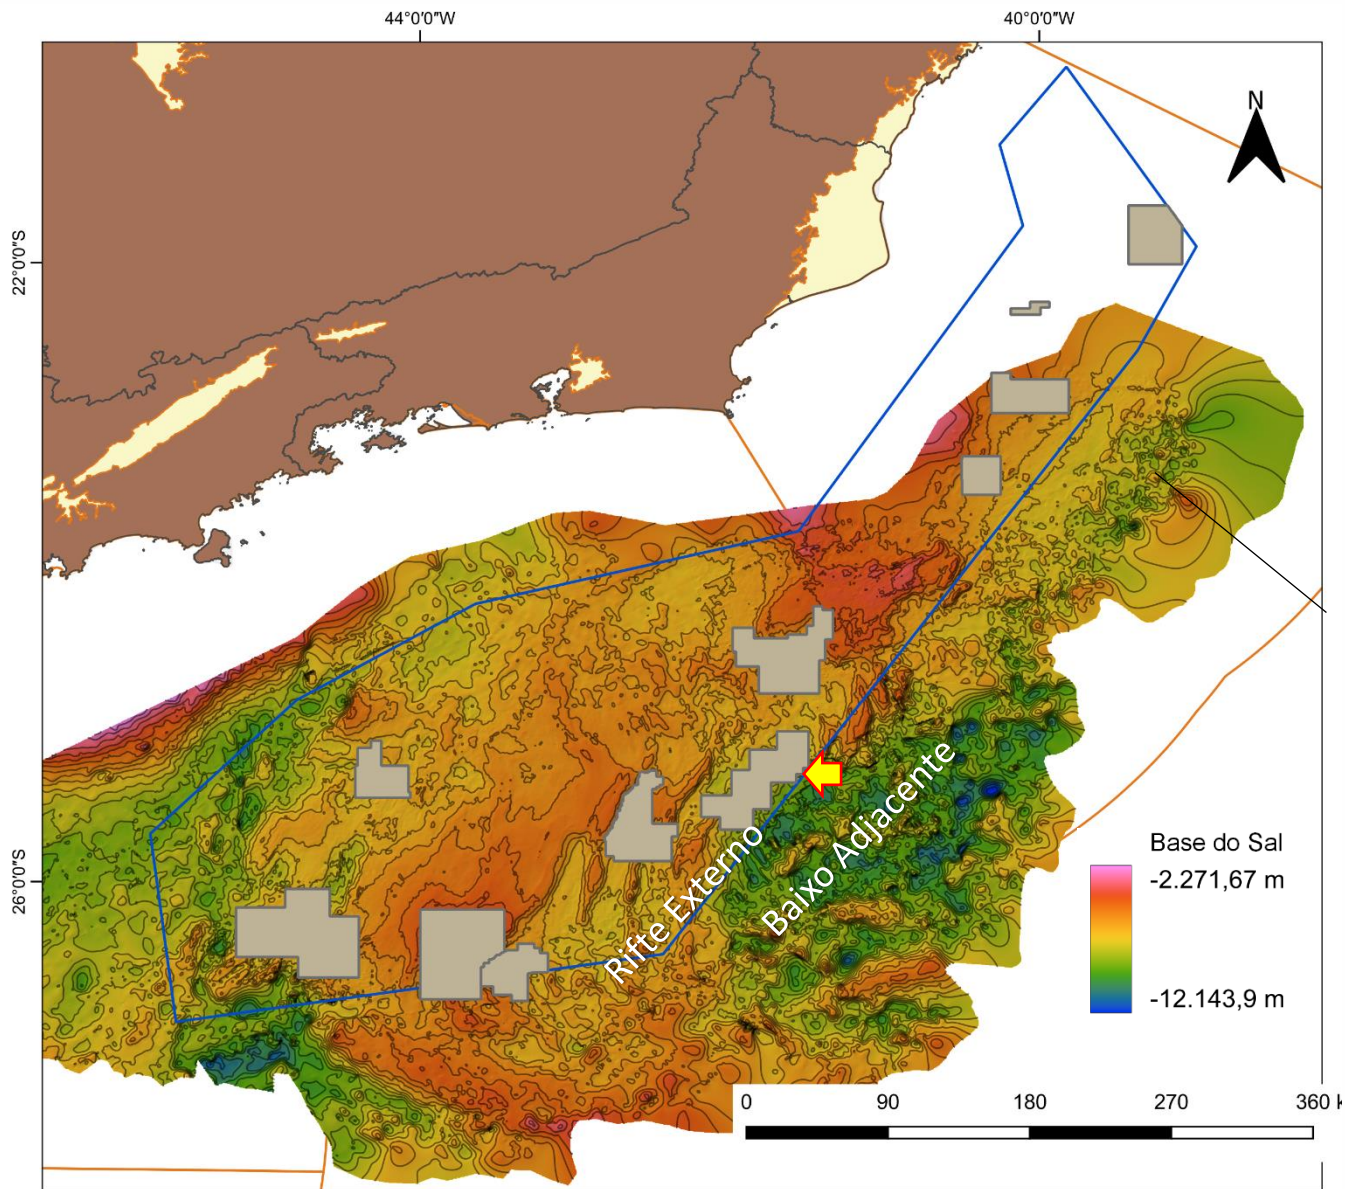 44°0'0"W
40°0'0"W
N
22°0'0"S
26°0'0"S
Base do Sal
-2.271,67 m
-12.143,9 m
Rifte Externo
Baixo Adjacente
0 90 180 270 360